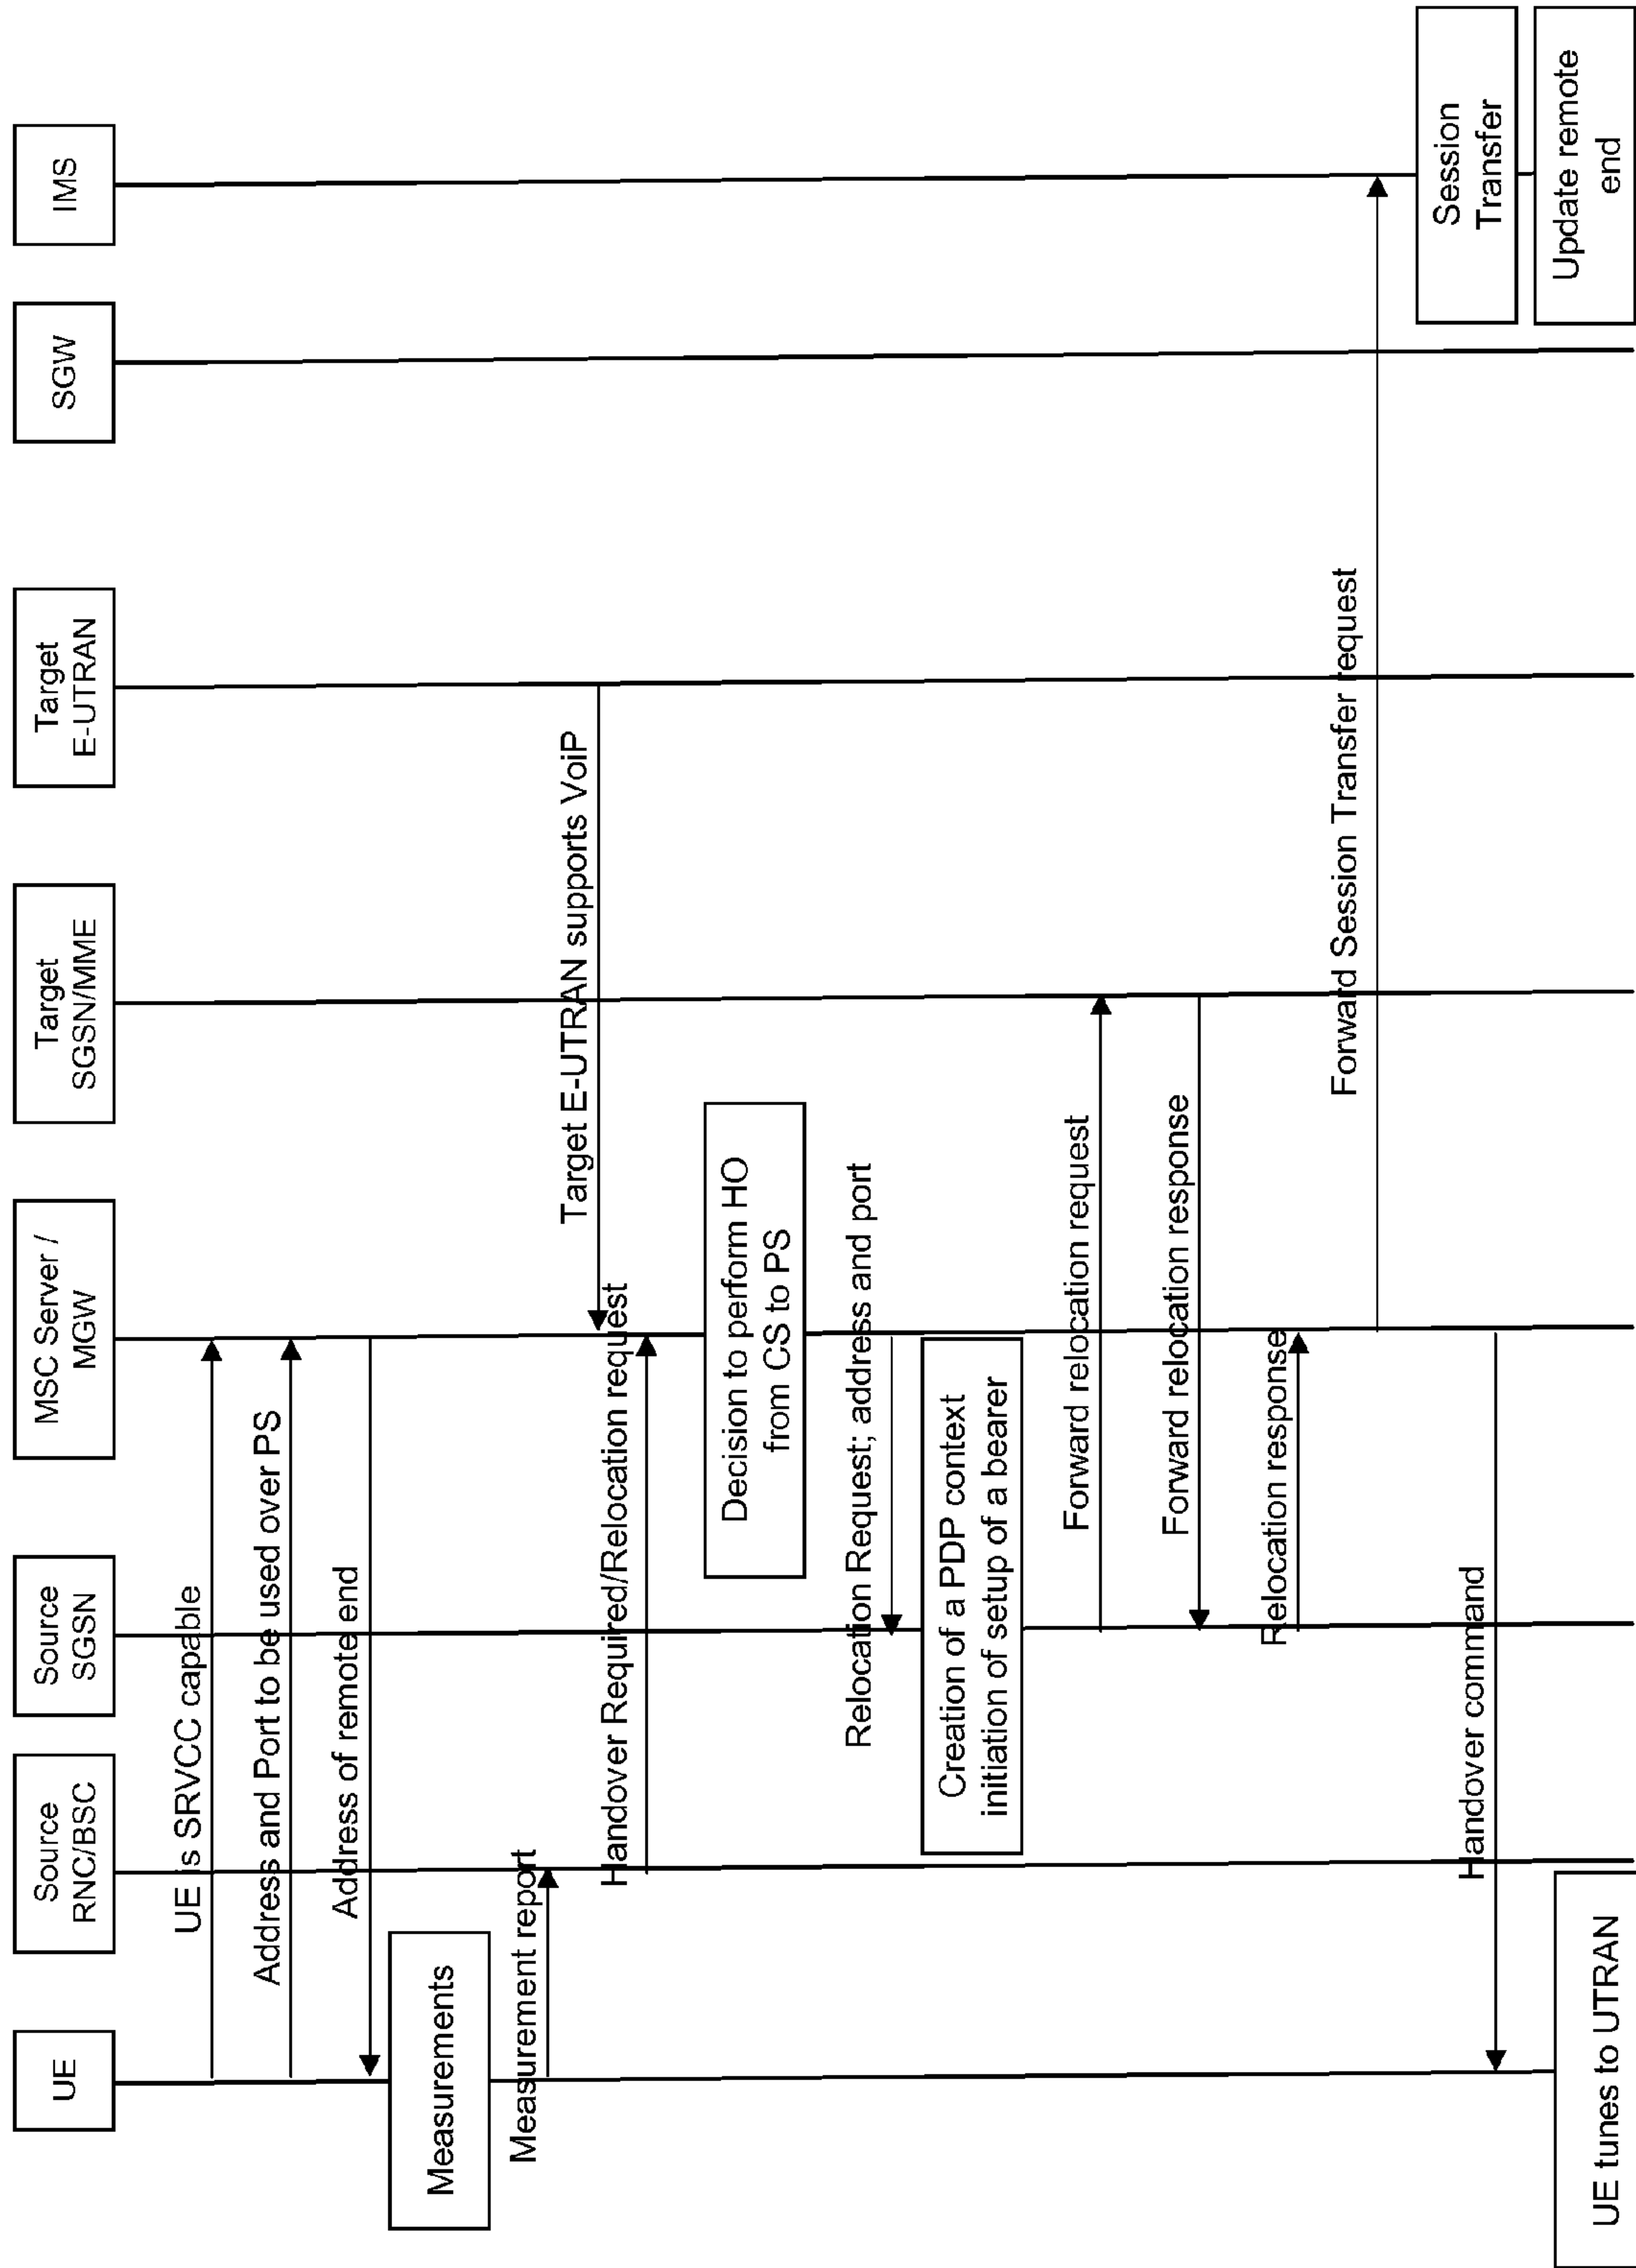 UE
Source
RNC/BSC
Source
SGSN
MSC Server /
MGW
Target
SGSN/MME
Target
E-UTRAN
SGW
IMS
UE is SRVCC capable
Address and Port to be used over PS
Address of remote end
Measurements
Measurement report
Target E-UTRAN supports VoiP
Handover Required/Relocation request
Decision to perform HO
from CS to PS
Relocation Request; address and port
Creation of a PDP context
initiation of setup of a bearer
Forward relocation request
Forward relocation response
Relocation response
Forward Session Transfer request
Session
Transfer
Handover command
Update remote
end
UE tunes to UTRAN